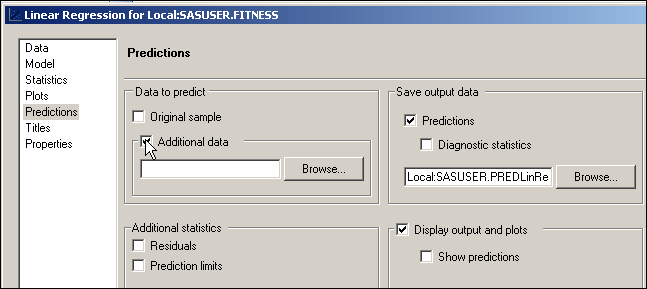 Linear Regression for Local:SASUSER.FITNESS
Data
Model
Statistics
Plots
Predictions
Titles
Properties
Predictions
Data to predict
Original sample
Additional data
Browse...
Save output data
Predictions
Diagnostic statistics
Local:SASUSER.PREDLinRe
Browse...
Additional statistics
Residuals
Prediction limits
Display output and plots
Show predictions